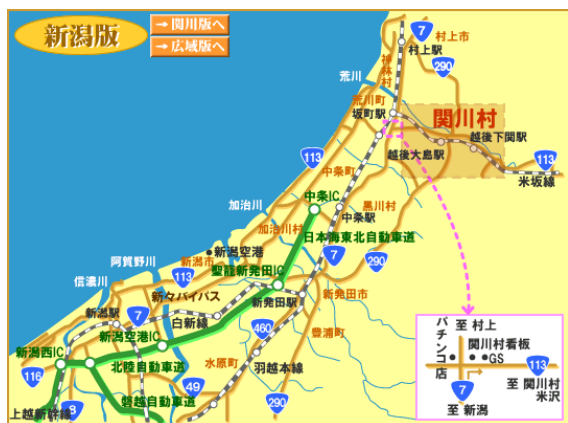 新潟版
→ 関川版へ
→ 広域版へ
7
村上市
村上駅
290
神林村
荒川
荒川町
坂町駅
関川村
越後下関駅
越後大島駅
113
113
米坂線
中条町
中条IC
黒川村
加治川
中条駅
加治川村
日本海東北自動車道
新潟空港
7
290
阿賀野川
新潟市
聖籠新発田IC
信濃川
113
新々バイパス
新発田市
新発田駅
7
新潟駅
白新線
豊浦町
新潟空港IC
460
新潟西IC
水原町
羽越本線
116
北陸自動車道
49
磐越自動車道
290
上越新幹線
8
パチンコ店
至 村上
関川村看板
GS
113
至 関川村
米沢
7
至 新潟